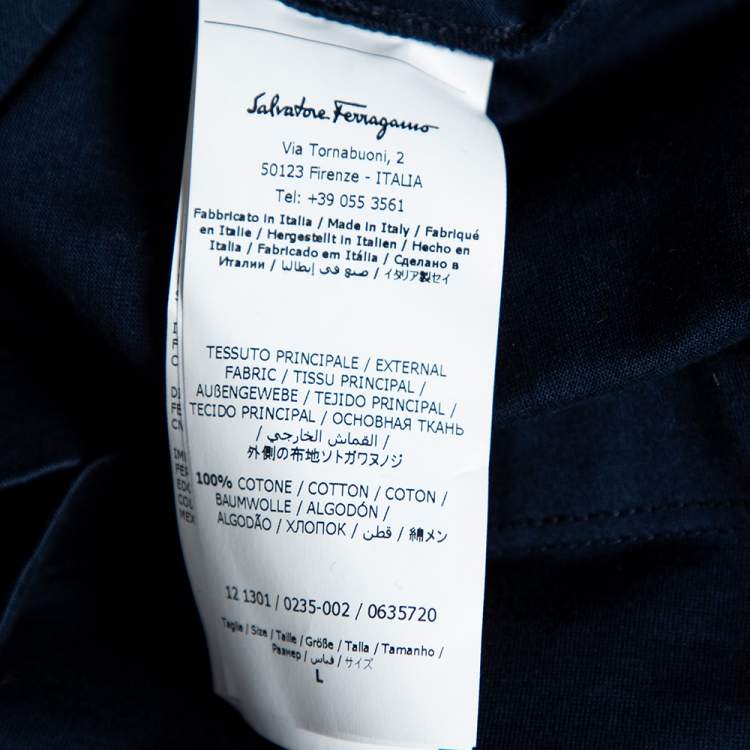 Salvatore Ferragamo
Via Tornabuoni, 2
50123 Firenze - ITALIA
Tel: +39 055 3561
Fabbricato in Italia / Made in Italy / Fabriqué
en Italie / Hergestellt in Italien / Hecho en
Italia / Fabricado em Itália / Сделано в
Италии / صنع في إيطاليا / イタリア製セイ
TESSUTO PRINCIPALE / EXTERNAL
FABRIC / TISSU PRINCIPAL /
AUßENGEWEBE / TEJIDO PRINCIPAL /
TECIDO PRINCIPAL / ОСНОВНАЯ ТКАНЬ
/ القماش الخارجي /
外側の布地ソトガワヌノジ
100% COTONE / COTTON / COTON /
BAUMWOLLE / ALGODÓN /
ALGODÃO / ХЛОПОК / قطن / 綿メン
12 1301 / 0235-002 / 0635720
Taglia / Size / Taille / Größe / Talla / Tamanho /
Размер / قياس / サイズ
L